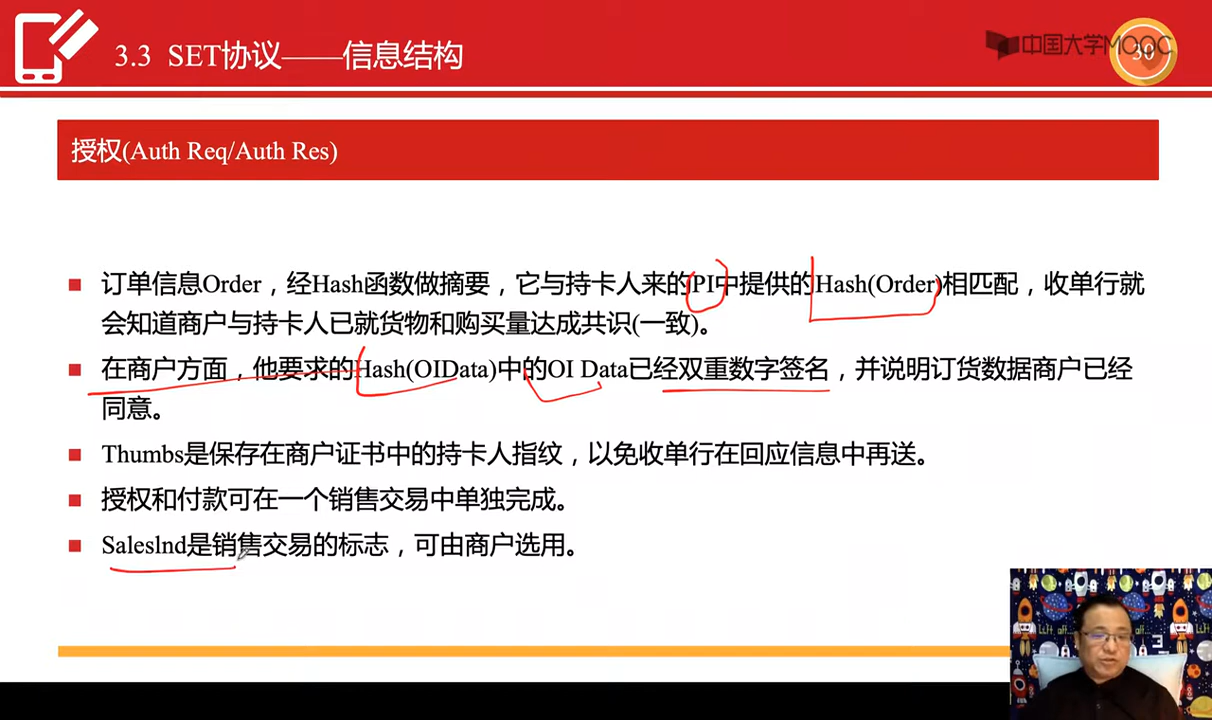 3.3 SET协议——信息结构
中国大学MOOC
30
授权(Auth Req/Auth Res)
订单信息Order，经Hash函数做摘要，它与持卡人来的PI中提供的Hash(Order)相匹配，收单行就
会知道商户与持卡人已就货物和购买量达成共识(一致)。
在商户方面，他要求的Hash(OIData)中的OI Data已经双重数字签名，并说明订货数据商户已经
同意。
Thumbs是保存在商户证书中的持卡人指纹，以免收单行在回应信息中再送。
授权和付款可在一个销售交易中单独完成。
Saleslnd是销售交易的标志，可由商户选用。